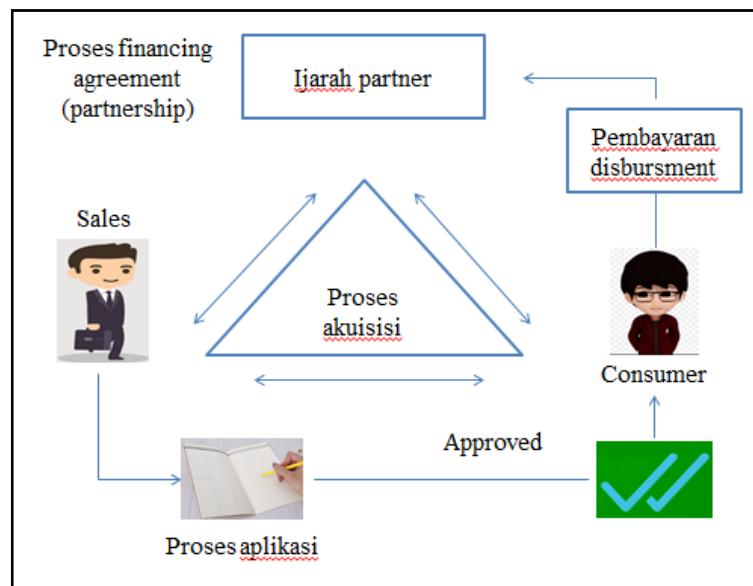 Proses financing
agreement
(partnership)
Ijarah partner
Pembayaran
disbursment
Sales
Proses
akuisisi
Consumer
Approved
Proses aplikasi